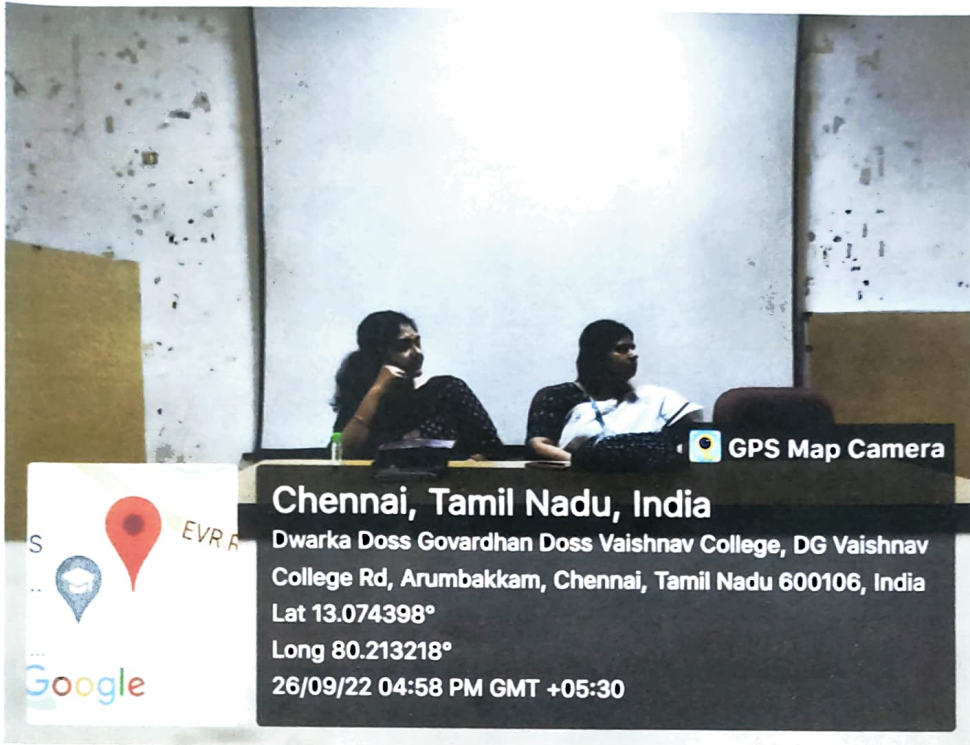 GPS Map Camera
Chennai, Tamil Nadu, India
Dwarka Doss Govardhan Doss Vaishnav College, DG Vaishnav
College Rd, Arumbakkam, Chennai, Tamil Nadu 600106, India
Lat 13.074398°
Long 80.213218°
26/09/22 04:58 PM GMT +05:30
S
EVR R
..
...
Google